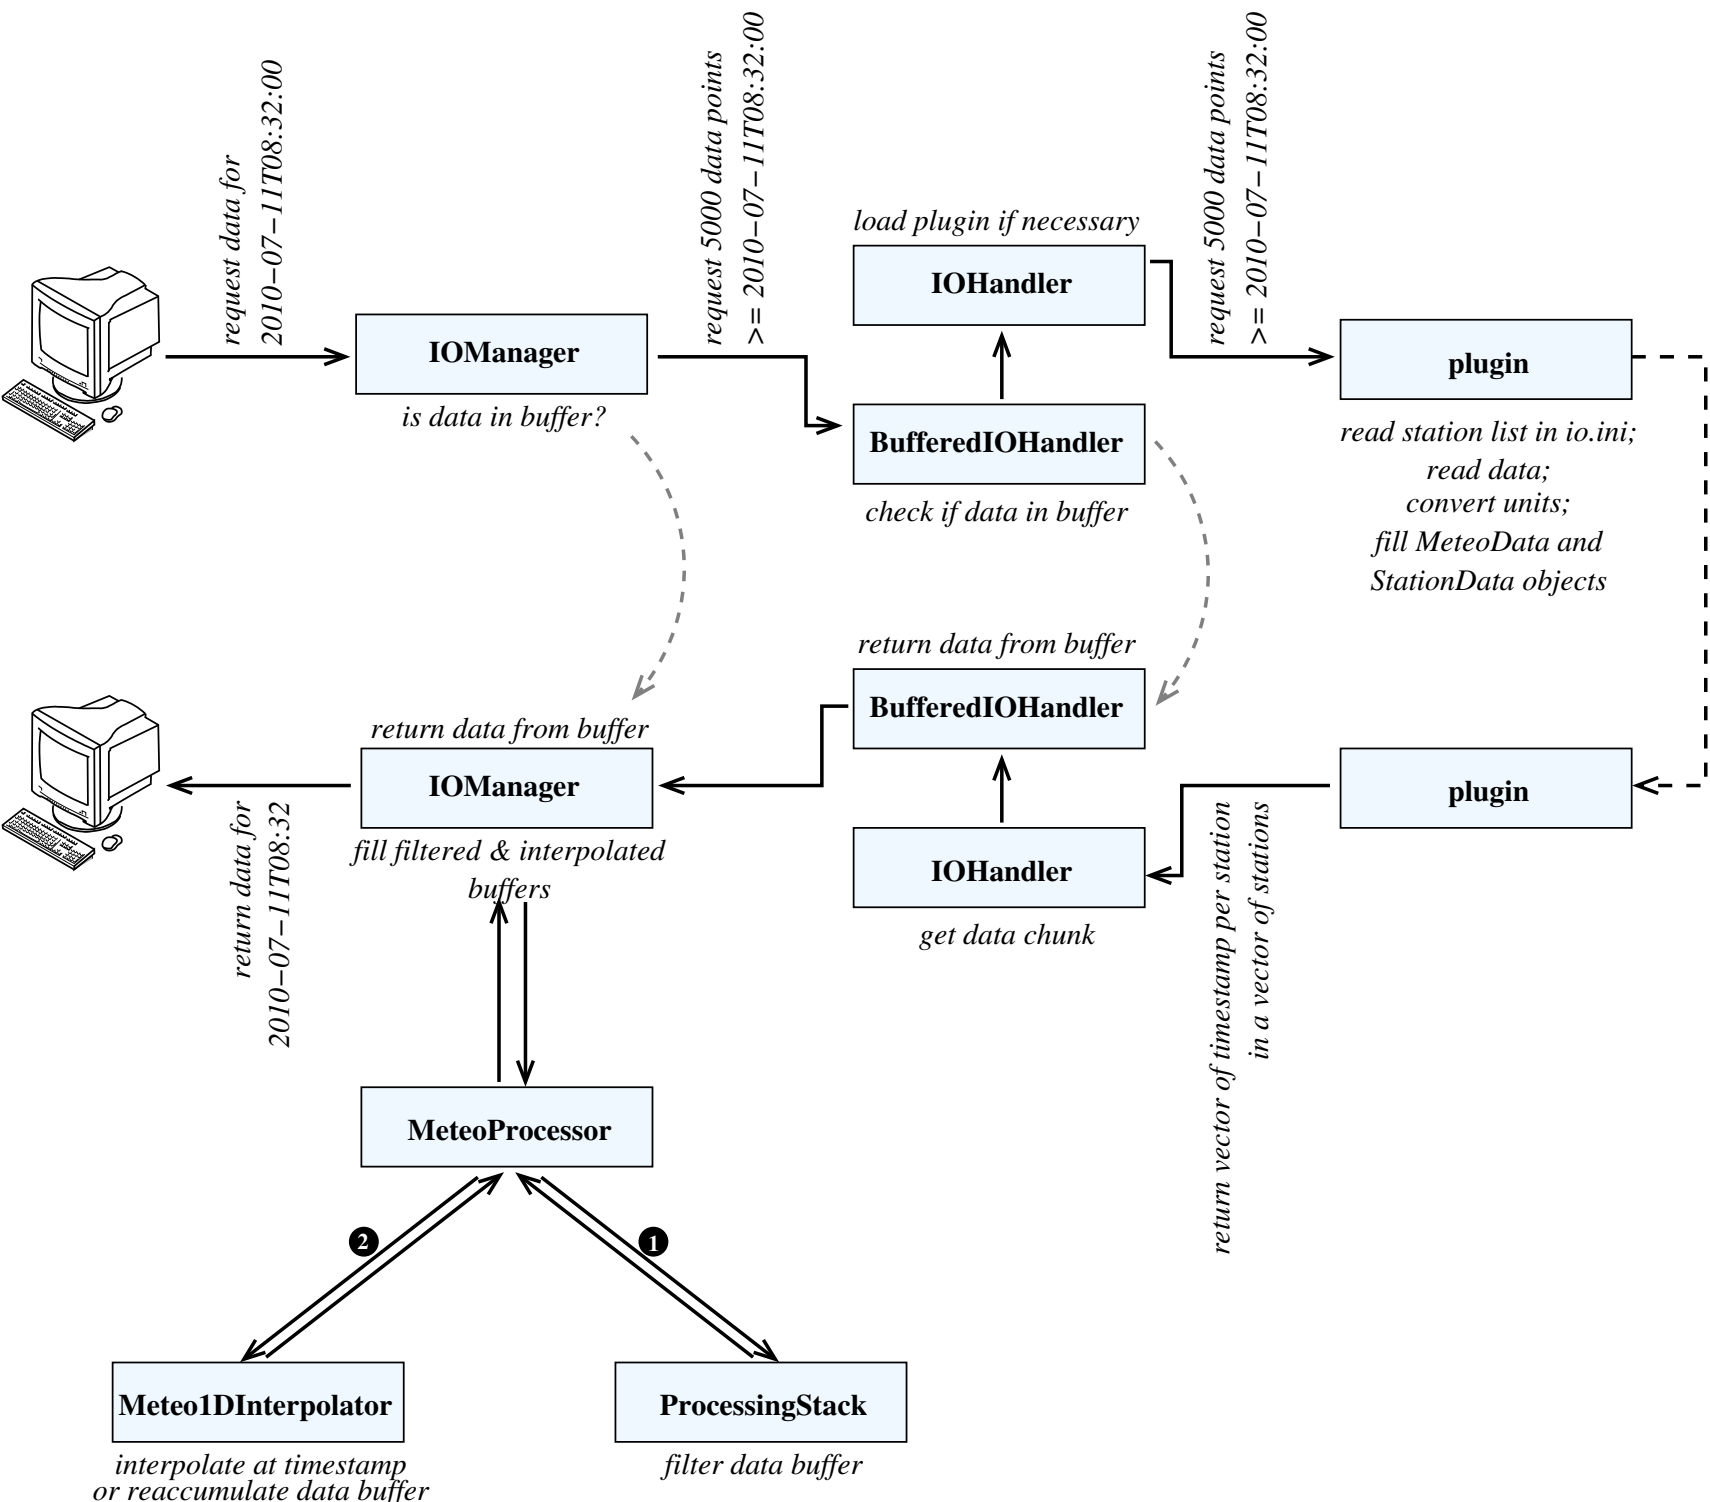 request data for
2010−07−11T08:32:00
request 5000 data points
>= 2010−07−11T08:32:00
load plugin if necessary
IOHandler
request 5000 data points
>= 2010−07−11T08:32:00
IOManager
is data in buffer?
BufferedIOHandler
check if data in buffer
plugin
read station list in io.ini;
read data;
convert units;
fill MeteoData and
StationData objects
return data from buffer
BufferedIOHandler
return data from buffer
IOManager
fill filtered & interpolated
buffers
return data for
2010−07−11T08:32
IOHandler
get data chunk
plugin
return vector of timestamp per station
in a vector of stations
MeteoProcessor
2
1
Meteo1DInterpolator
interpolate at timestamp
or reaccumulate data buffer
ProcessingStack
filter data buffer